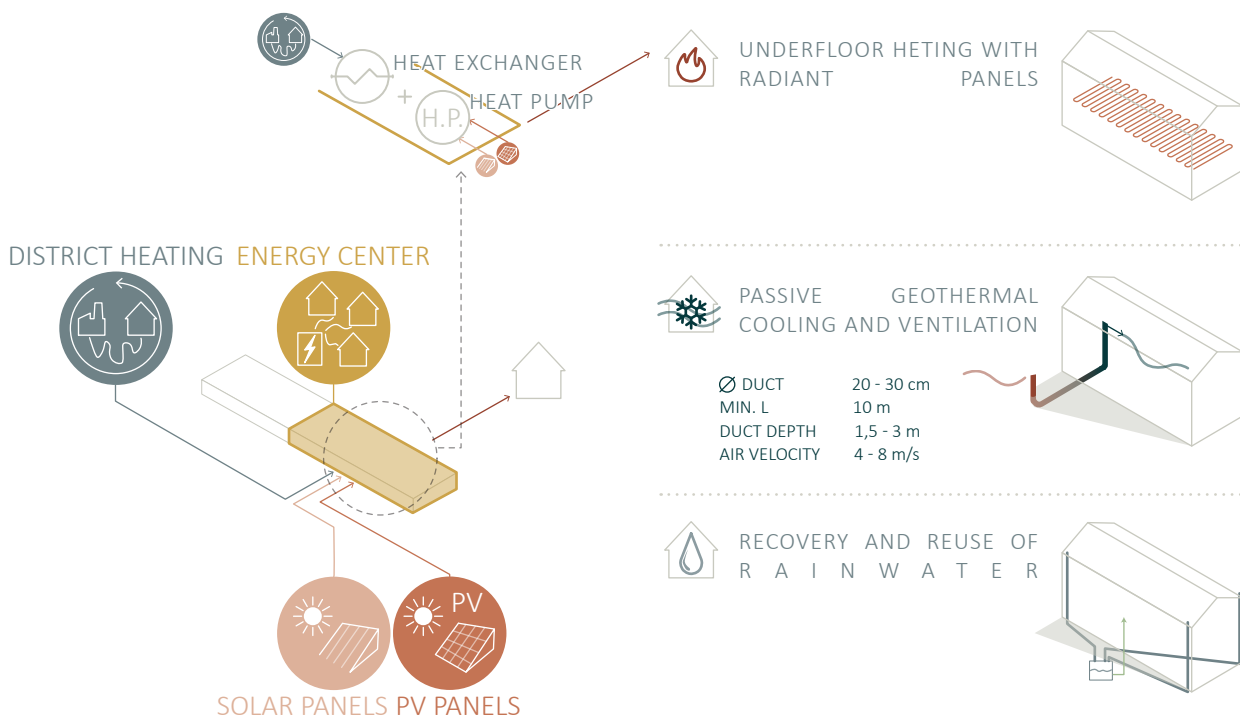 HEAT EXCHANGER
+
HEAT PUMP
H.P.
DISTRICT HEATING
ENERGY CENTER
PV
SOLAR PANELS
PV PANELS
UNDERFLOOR HETING WITH
RADIANT PANELS
PASSIVE GEOTHERMAL
COOLING AND VENTILATION
Ø DUCT 20 - 30 cm
MIN. L 10 m
DUCT DEPTH 1,5 - 3 m
AIR VELOCITY 4 - 8 m/s
RECOVERY AND REUSE OF
RAINWATER